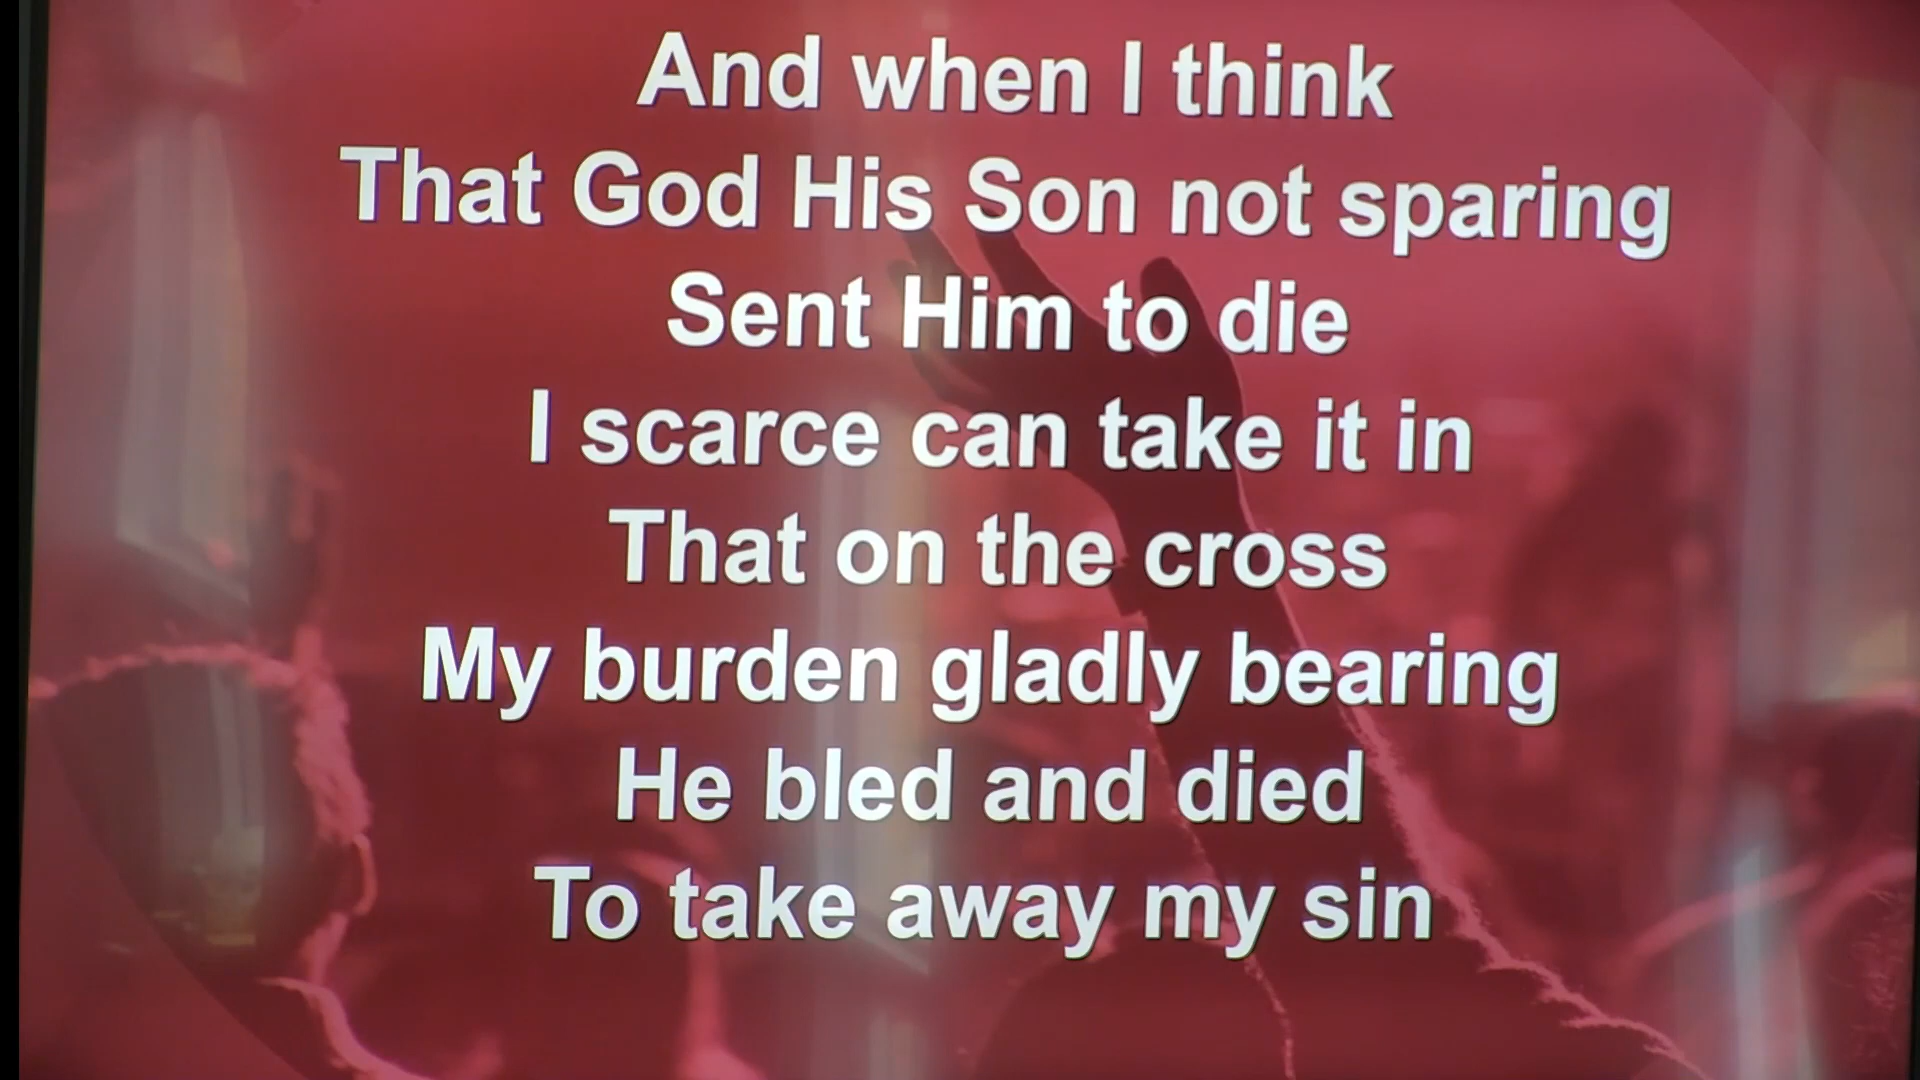 And when I think
That God His Son not sparing
Sent Him to die
I scarce can take it in
That on the cross
My burden gladly bearing
He bled and died
To take away my sin